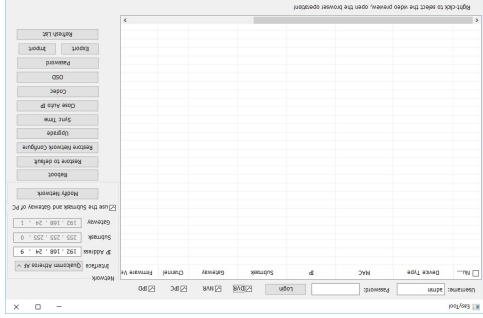 EasyTool
Username: admin Password: Login DVR NVR IPC IPD
Nu... Device Type MAC IP Submask Gateway Channel Firmware Ve
Network
Interface Qualcomm Atheros AF
IP Address 192 . 168 . 24 . 9
Submask 255 . 255 . 255 . 0
Gateway 192 . 168 . 24 . 1
use the Submask and Gateway of PC
Modify Network
Reboot
Restore to default
Restore Network Configure
Upgrade
Sync Time
Close Auto IP
Codec
OSD
Password
Export Import
Refresh List
Right-click to select the video preview, open the browser operation!